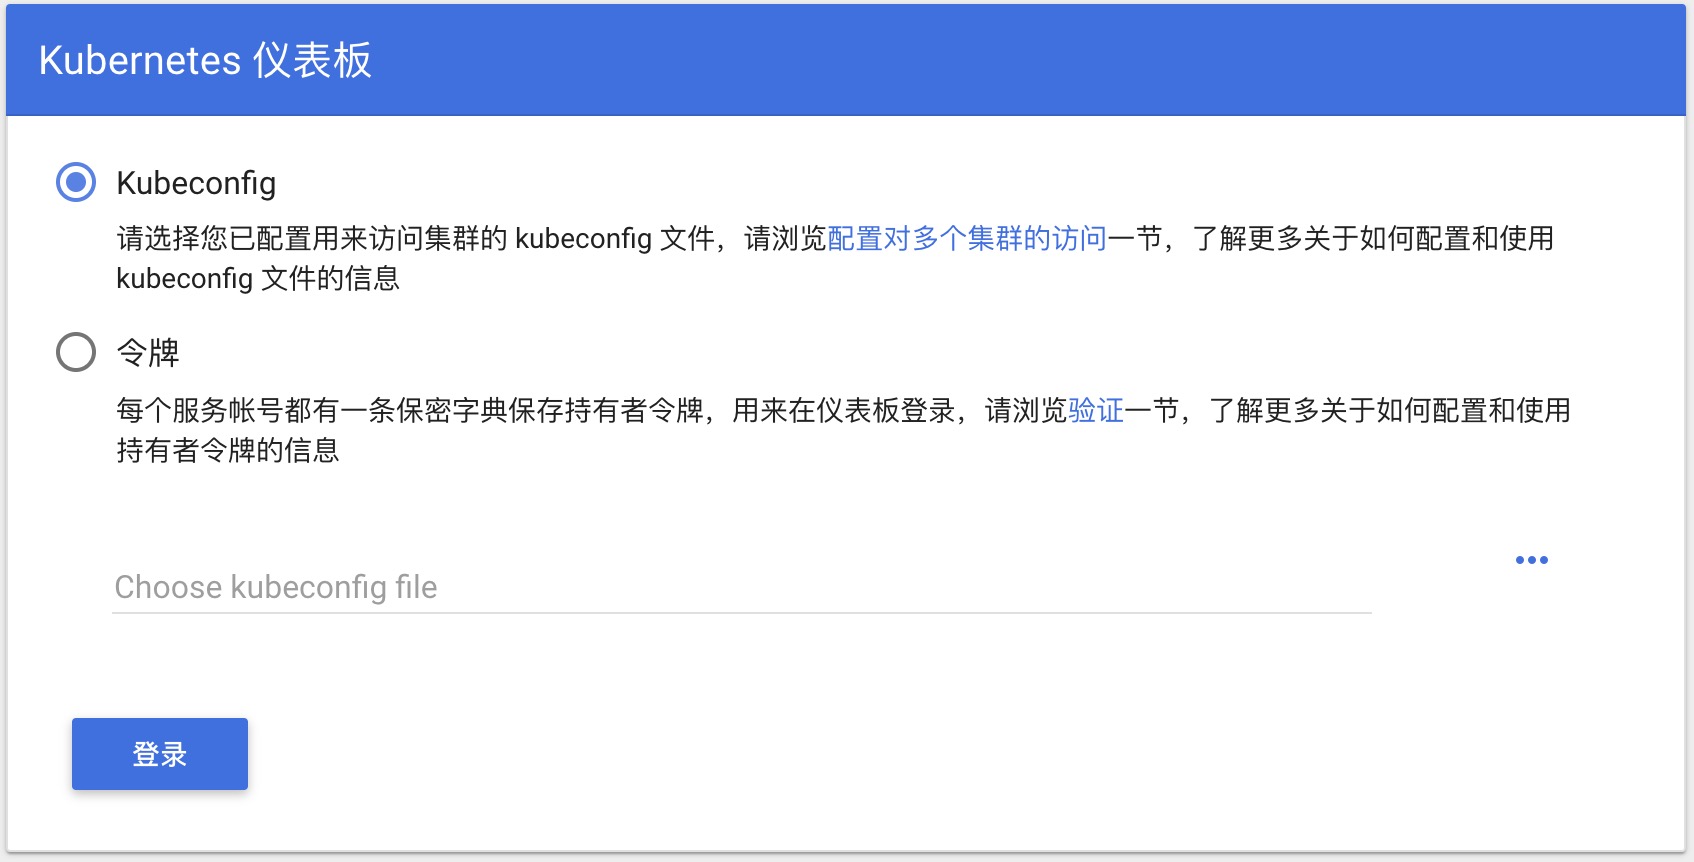 Kubernetes 仪表板
Kubeconfig
请选择您已配置用来访问集群的 kubeconfig 文件，请浏览配置对多个集群的访问一节，了解更多关于如何配置和使用
kubeconfig 文件的信息
令牌
每个服务帐号都有一条保密字典保存持有者令牌，用来在仪表板登录，请浏览验证一节，了解更多关于如何配置和使用
持有者令牌的信息
Choose kubeconfig file
登录